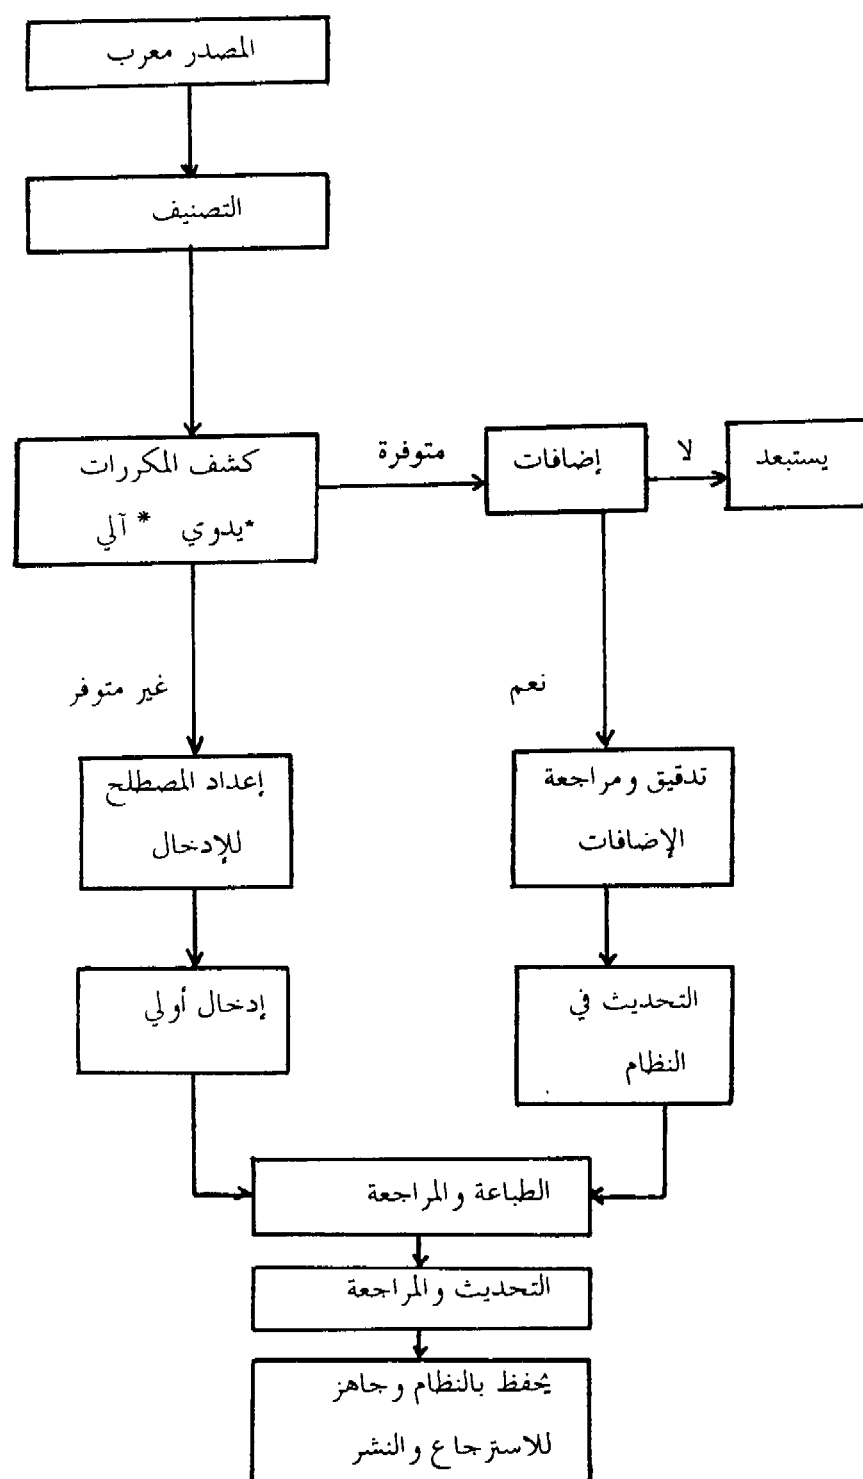 المصدر معرب
التصنيف
كشف المكررات
*يدوي * آلي
متوفرة
إضافات
لا
يستبعد
غير متوفر
نعم
إعداد المصطلح
للإدخال
تدقيق ومراجعة
الإضافات
إدخال أولي
التحديث في
النظام
الطباعة والمراجعة
التحديث والمراجعة
يحفظ بالنظام وجاهز
للاسترجاع والنشر